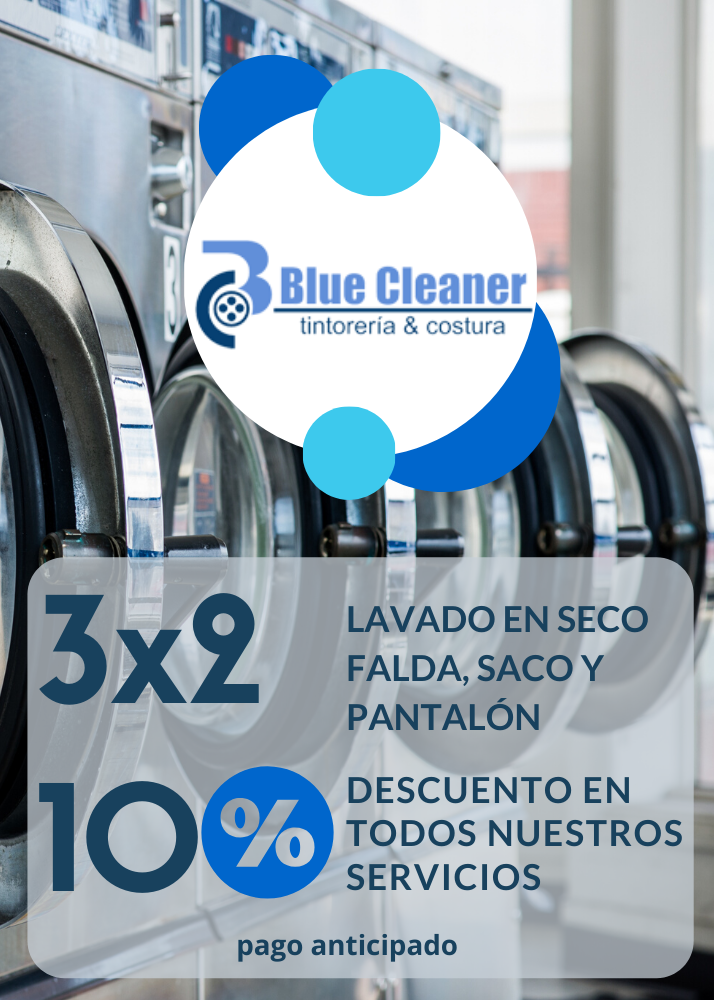 3
Blue Cleaner
tintorería & costura
3x2
LAVADO EN SECO
FALDA, SACO Y
PANTALÓN
10%
DESCUENTO EN
TODOS NUESTROS
SERVICIOS
pago anticipado